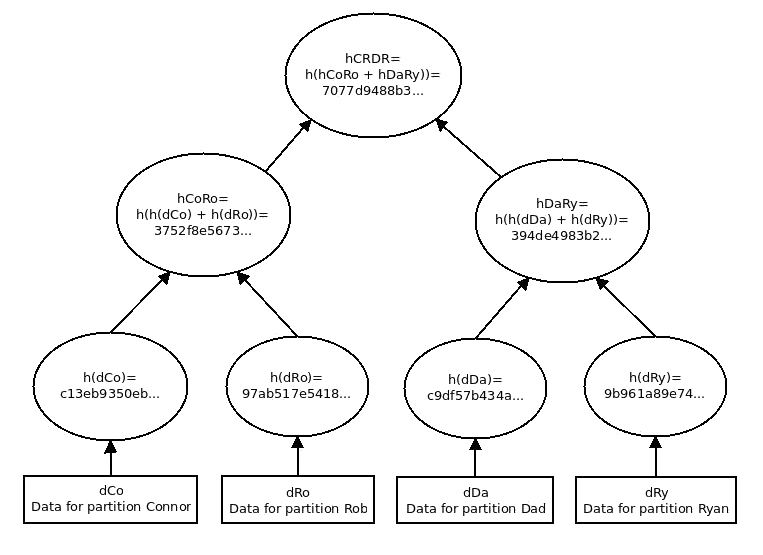 hCRDR=
h(hCoRo + hDaRy))=
7077d9488b3...
hCoRo=
h(h(dCo) + h(dRo))=
3752f8e5673...
hDaRy=
h(h(dDa) + h(dRy))=
394de4983b2...
h(dCo)=
c13eb9350eb...
h(dRo)=
97ab517e5418...
h(dDa)=
c9df57b434a...
h(dRy)=
9b961a89e74...
dCo
Data for partition Connor
dRo
Data for partition Rob
dDa
Data for partition Dad
dRy
Data for partition Ryan